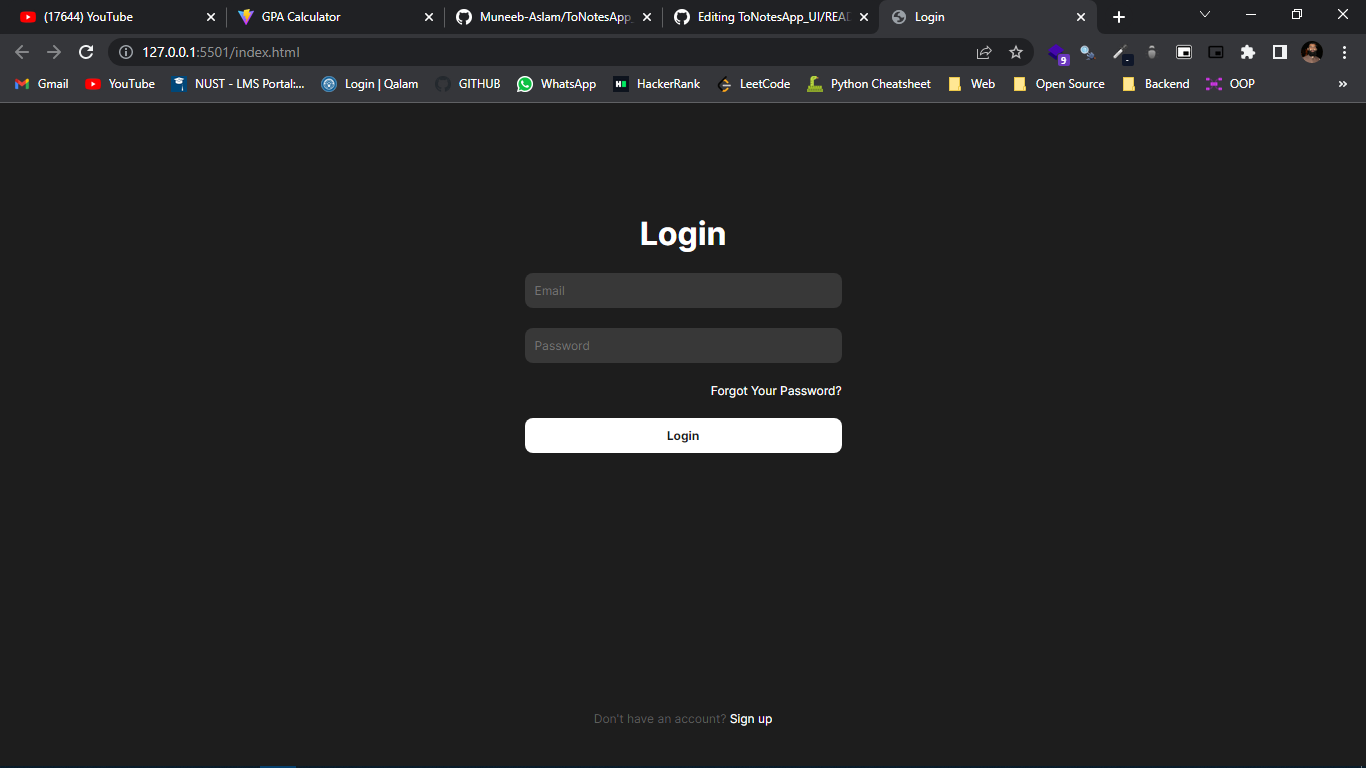 (17644) YouTube GPA Calculator Muneeb-Aslam/ToNotesApp_ Editing ToNotesApp_UI/READ Login
127.0.0.1:5501/index.html 9
Gmail YouTube NUST - LMS Portal:... Login | Qalam GITHUB WhatsApp HackerRank LeetCode Python Cheatsheet Web Open Source Backend OOP »
Login
Email
Password
Forgot Your Password?
Login
Don't have an account? Sign up